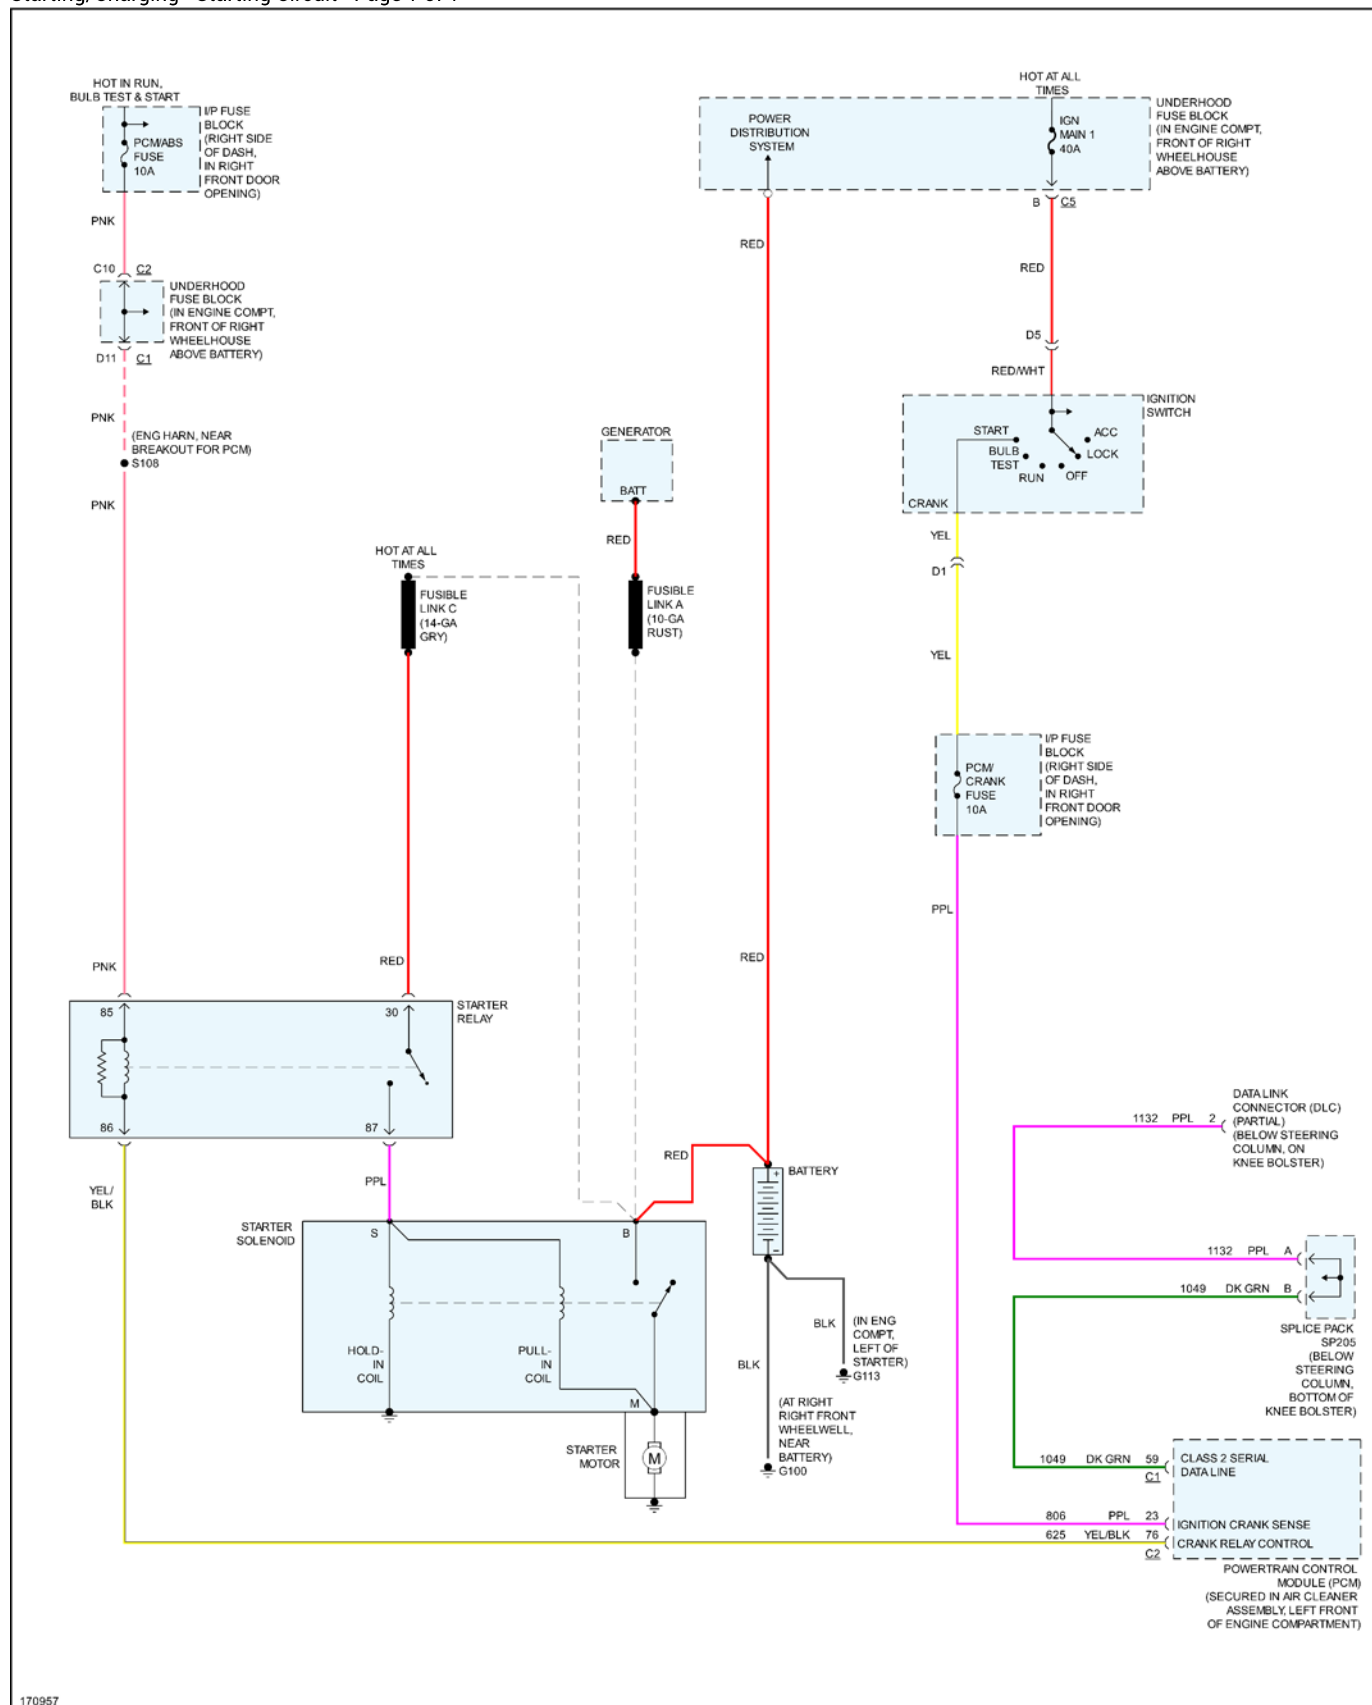 HOT IN RUN,
BULB TEST & START
PCM/ABS
FUSE
10A
I/P FUSE
BLOCK
(RIGHT SIDE
OF DASH,
IN RIGHT
FRONT DOOR
OPENING)
PNK
C10 C2
UNDERHOOD
FUSE BLOCK
(IN ENGINE COMPT,
FRONT OF RIGHT
WHEELHOUSE
ABOVE BATTERY)
D11 C1
PNK
(ENG HARN, NEAR
BREAKOUT FOR PCM)
S108
PNK
PNK
HOT AT ALL
TIMES
FUSIBLE
LINK C
(14-GA
GRY)
RED
GENERATOR
BATT
RED
FUSIBLE
LINK A
(10-GA
RUST)
POWER
DISTRIBUTION
SYSTEM
HOT AT ALL
TIMES
IGN
MAIN 1
40A
UNDERHOOD
FUSE BLOCK
(IN ENGINE COMPT,
FRONT OF RIGHT
WHEELHOUSE
ABOVE BATTERY)
B C5
RED
RED
D5
RED/WHT
IGNITION
SWITCH
START
BULB
TEST
RUN
OFF
LOCK
ACC
CRANK
YEL
D1
YEL
PCM/
CRANK
FUSE
10A
I/P FUSE
BLOCK
(RIGHT SIDE
OF DASH,
IN RIGHT
FRONT DOOR
OPENING)
PPL
RED
85
30
STARTER
RELAY
86
87
YEL/
BLK
PPL
STARTER
SOLENOID
S
B
HOLD-
IN
COIL
PULL-
IN
COIL
M
STARTER
MOTOR
M
RED
BATTERY
+
-
BLK
BLK
(IN ENG
COMPT,
LEFT OF
STARTER)
G113
(AT RIGHT
RIGHT FRONT
WHEELWELL,
NEAR
BATTERY)
G100
1132 PPL 2
DATA LINK
CONNECTOR (DLC)
(PARTIAL)
(BELOW STEERING
COLUMN, ON
KNEE BOLSTER)
1132 PPL A
1049 DK GRN B
SPLICE PACK
SP205
(BELOW
STEERING
COLUMN,
BOTTOM OF
KNEE BOLSTER)
1049 DK GRN 59
C1
CLASS 2 SERIAL
DATA LINE
806 PPL 23
IGNITION CRANK SENSE
625 YEL/BLK 76
CRANK RELAY CONTROL
C2
POWERTRAIN CONTROL
MODULE (PCM)
(SECURED IN AIR CLEANER
ASSEMBLY, LEFT FRONT
OF ENGINE COMPARTMENT)
170957